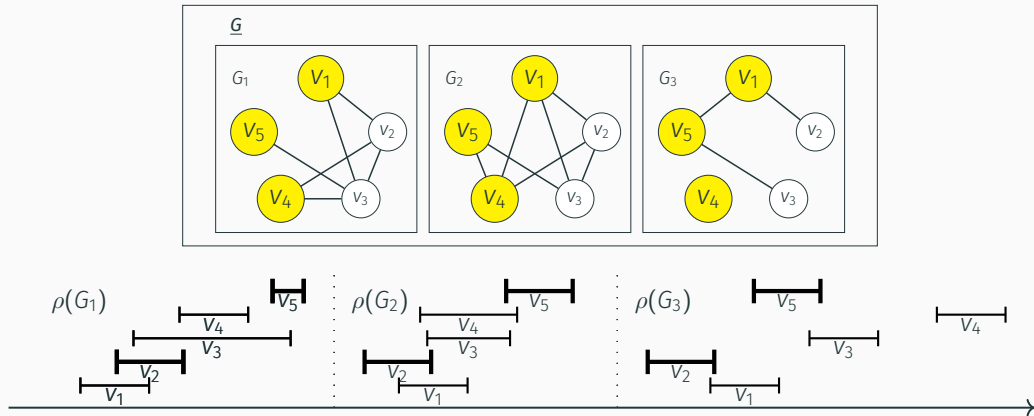 G
G1 G2 G3
V1 V1 V1
V5 v2 V5 v2 V5 v2
V4 v3 V4 v3 V4 v3
ρ(G1) ρ(G2) ρ(G3)
V5 V5 V5
V4 V4 V4
V3 V3 V3
V2 V2 V2
V1 V1 V1